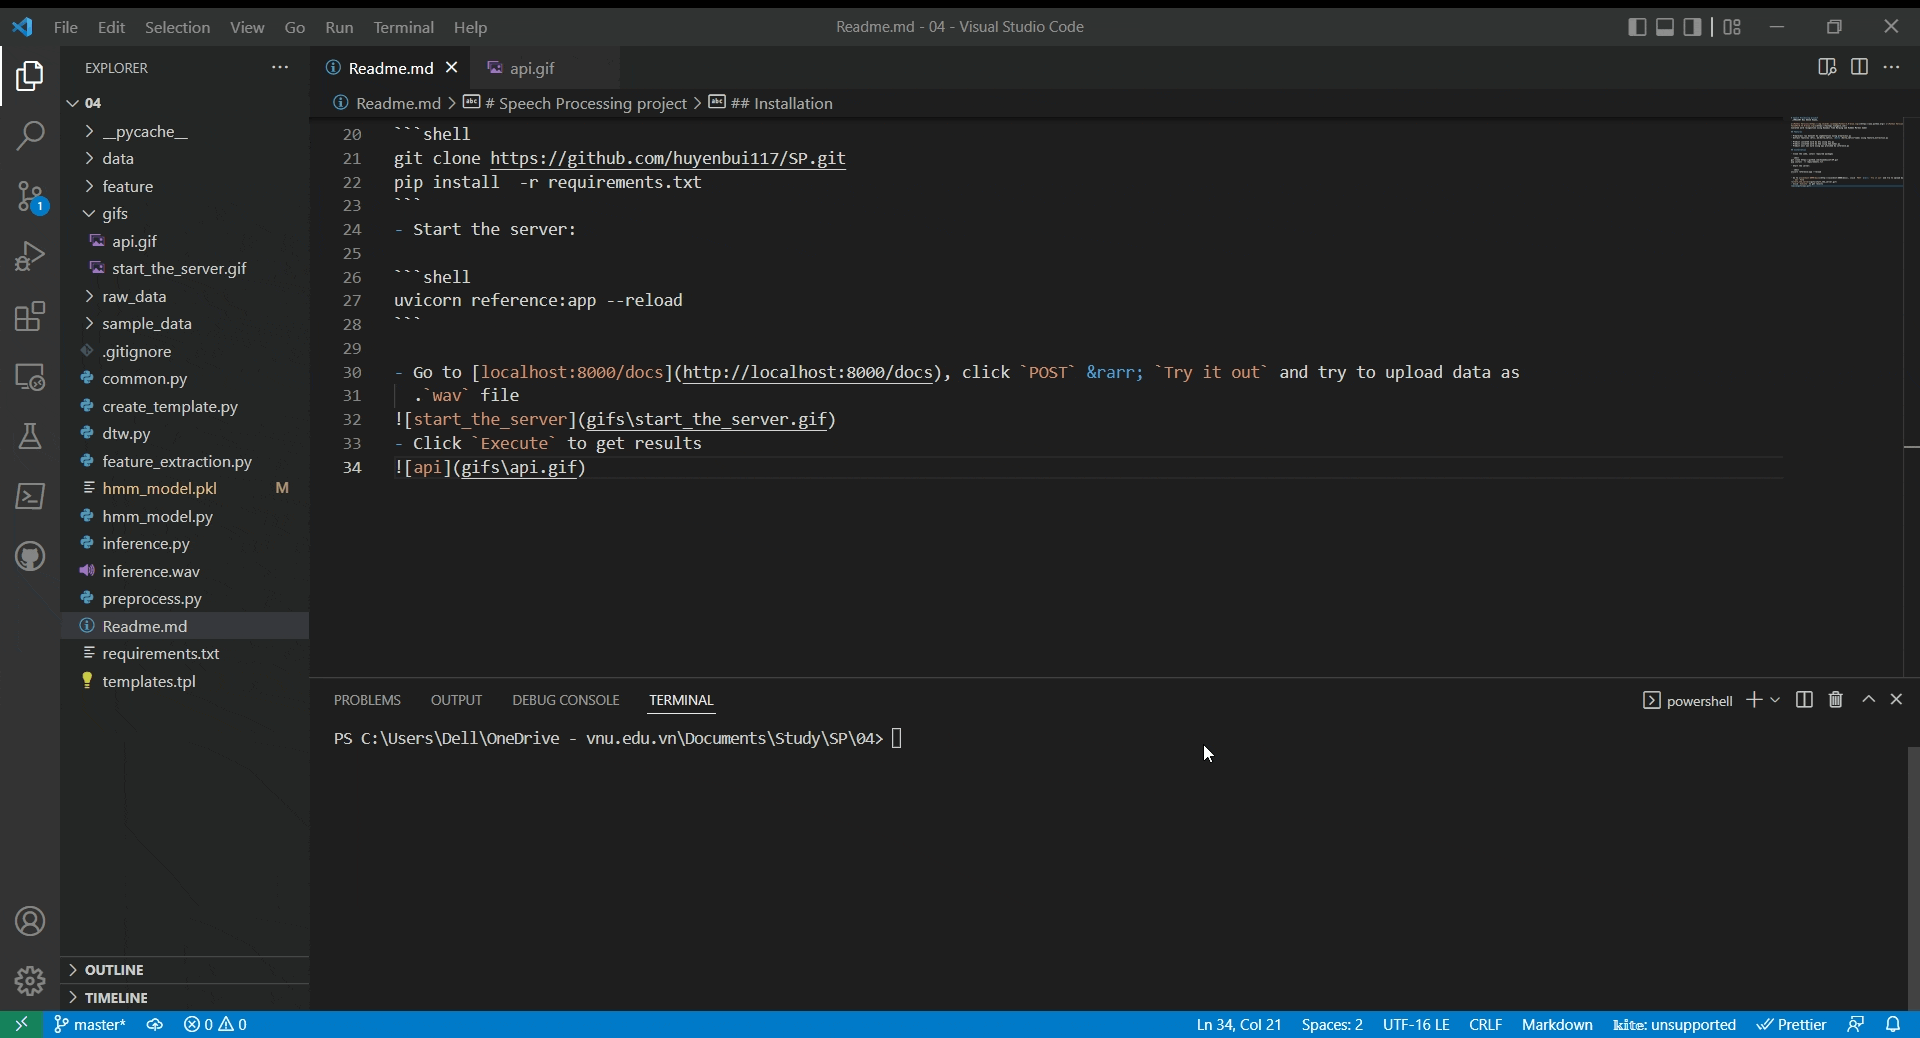 File Edit Selection View Go Run Terminal Help Readme.md - 04 - Visual Studio Code
EXPLORER
04
__pycache__
data
feature
gifs
api.gif
start_the_server.gif
raw_data
sample_data
.gitignore
common.py
create_template.py
dtw.py
feature_extraction.py
hmm_model.pkl M
hmm_model.py
inference.py
inference.wav
preprocess.py
Readme.md
requirements.txt
templates.tpl
OUTLINE
TIMELINE
Readme.md api.gif
Readme.md > # Speech Processing project > ## Installation
20 ```shell
21 git clone https://github.com/huyenbui117/SP.git
22 pip install  -r requirements.txt
23 ```
24 - Start the server:
25
26 ```shell
27 uvicorn reference:app --reload
28 ```
29
30 - Go to [localhost:8000/docs](http://localhost:8000/docs), click `POST` &rarr; `Try it out` and try to upload data as
31 .`wav` file
32 ![start_the_server](gifs\start_the_server.gif)
33 - Click `Execute` to get results
34 ![api](gifs\api.gif)
PROBLEMS OUTPUT DEBUG CONSOLE TERMINAL powershell
PS C:\Users\Dell\OneDrive - vnu.edu.vn\Documents\Study\SP\04>
1
master* 0 0 Ln 34, Col 21 Spaces: 2 UTF-16 LE CRLF Markdown kite: unsupported Prettier